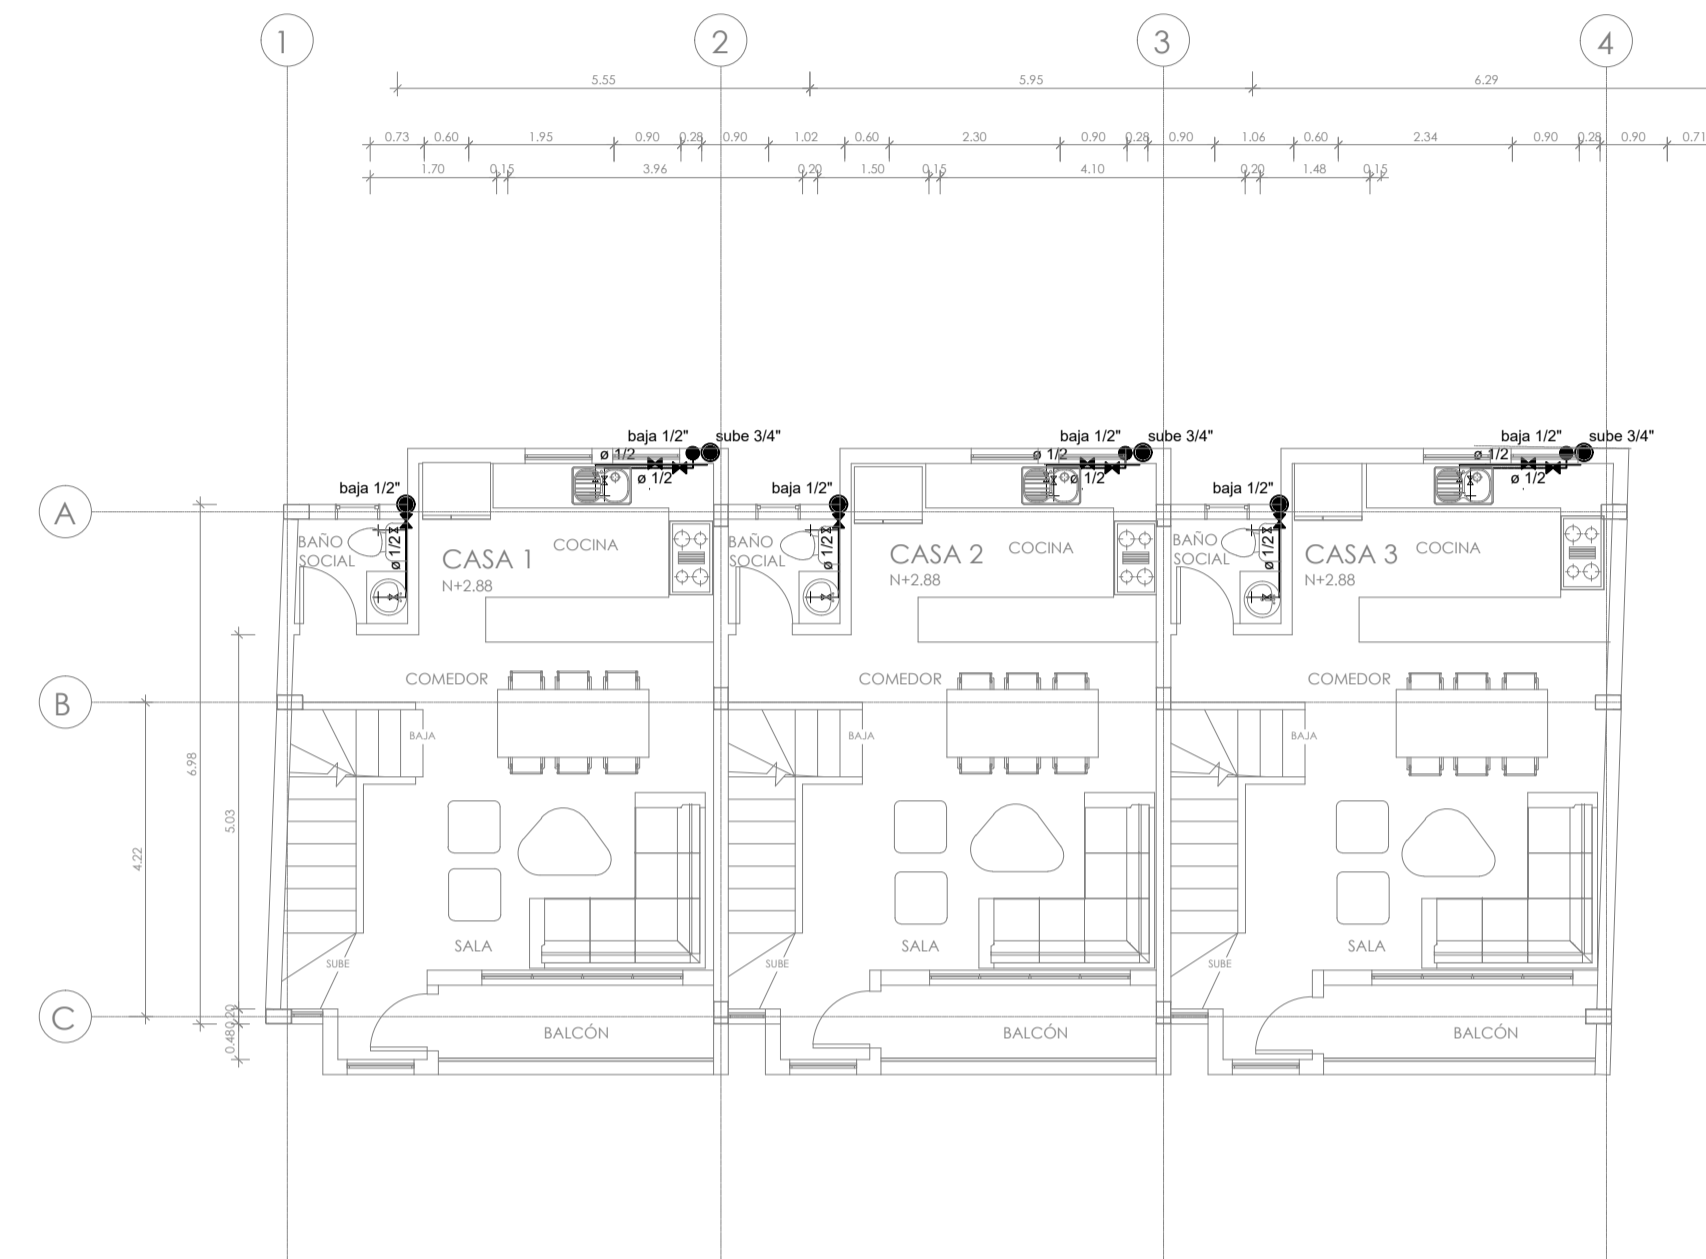 1 2 3 4
5.55 5.95 6.29
0.73 0.60 1.95 0.90 0.28 0.90 1.02 0.60 2.30 0.90 0.28 0.90 1.06 0.60 2.34 0.90 0.28 0.90 0.71
1.70 0.15 3.96 0.20 1.50 0.15 4.10 0.20 1.48 0.15
baja 1/2" sube 3/4" baja 1/2" sube 3/4" baja 1/2" sube 3/4"
ø 1/2 ø 1/2 ø 1/2
ø 1/2 ø 1/2 ø 1/2
baja 1/2" baja 1/2" baja 1/2"
A
BAÑO SOCIAL
ø 1/2
CASA 1
N+2.88
COCINA
BAÑO SOCIAL
ø 1/2
CASA 2
N+2.88
COCINA
BAÑO SOCIAL
ø 1/2
CASA 3
N+2.88
COCINA
COMEDOR COMEDOR COMEDOR
B
BAJA BAJA BAJA
6.98
5.03
4.22
SALA SALA SALA
SUBE SUBE SUBE
C
0.20
0.48
BALCÓN BALCÓN BALCÓN